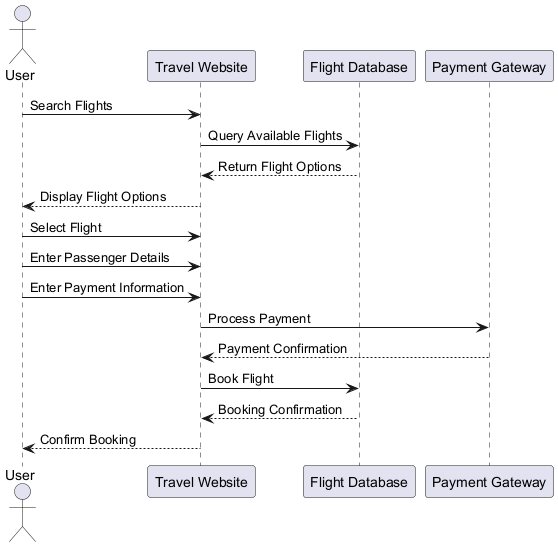 User
Travel Website
Flight Database
Payment Gateway
Search Flights
Query Available Flights
Return Flight Options
Display Flight Options
Select Flight
Enter Passenger Details
Enter Payment Information
Process Payment
Payment Confirmation
Book Flight
Booking Confirmation
Confirm Booking
User
Travel Website
Flight Database
Payment Gateway